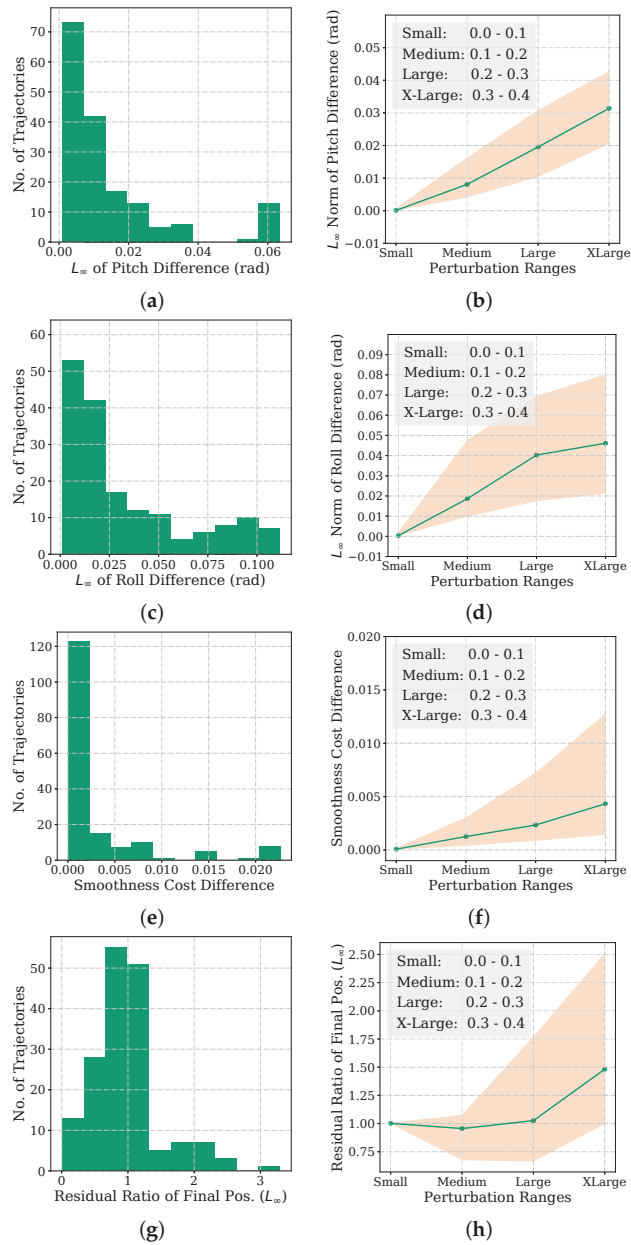 No. of Trajectories
70
60
50
40
30
20
10
0
0.00
0.02
0.04
0.06
L∞ of Pitch Difference (rad)
(a)
L∞ Norm of Pitch Difference (rad)
0.05
0.04
0.03
0.02
0.01
0.00
−0.01
Small: 0.0 - 0.1
Medium: 0.1 - 0.2
Large: 0.2 - 0.3
X-Large: 0.3 - 0.4
Small
Medium
Large
XLarge
Perturbation Ranges
(b)
No. of Trajectories
60
50
40
30
20
10
0
0.000
0.025
0.050
0.075
0.100
L∞ of Roll Difference (rad)
(c)
L∞ Norm of Roll Difference (rad)
0.09
0.08
0.07
0.06
0.05
0.04
0.03
0.02
0.01
0.00
−0.01
Small: 0.0 - 0.1
Medium: 0.1 - 0.2
Large: 0.2 - 0.3
X-Large: 0.3 - 0.4
Small
Medium
Large
XLarge
Perturbation Ranges
(d)
No. of Trajectories
120
100
80
60
40
20
0
0.000
0.005
0.010
0.015
0.020
Smoothness Cost Difference
(e)
Smoothness Cost Difference
0.020
0.015
0.010
0.005
0.000
Small: 0.0 - 0.1
Medium: 0.1 - 0.2
Large: 0.2 - 0.3
X-Large: 0.3 - 0.4
Small
Medium
Large
XLarge
Perturbation Ranges
(f)
No. of Trajectories
50
40
30
20
10
0
0
1
2
3
Residual Ratio of Final Pos. (L∞)
(g)
Residual Ratio of Final Pos. (L∞)
2.50
2.25
2.00
1.75
1.50
1.25
1.00
0.75
Small: 0.0 - 0.1
Medium: 0.1 - 0.2
Large: 0.2 - 0.3
X-Large: 0.3 - 0.4
Small
Medium
Large
XLarge
Perturbation Ranges
(h)